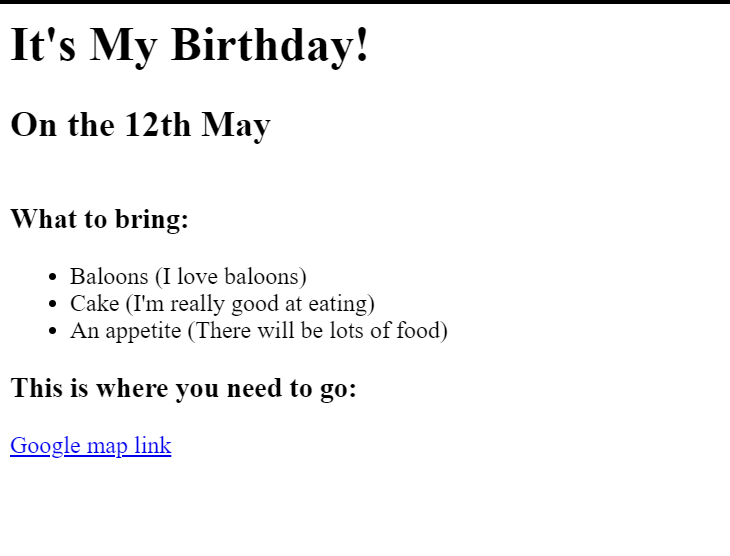 It's My Birthday!
On the 12th May
What to bring:
Baloons (I love baloons)
Cake (I'm really good at eating)
An appetite (There will be lots of food)
This is where you need to go:
Google map link